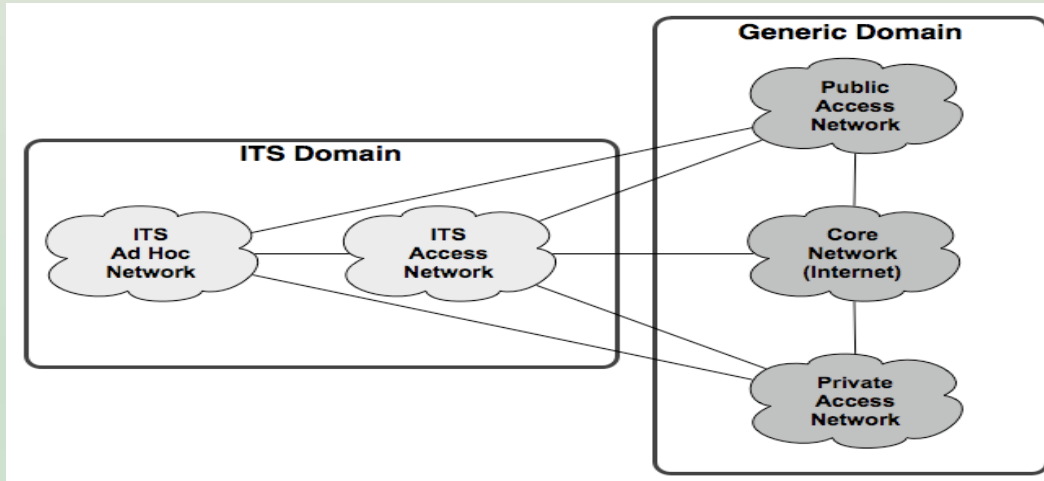 Generic Domain
Public
Access
Network
ITS Domain
ITS
Ad Hoc
Network
ITS
Access
Network
Core
Network
(Internet)
Private
Access
Network